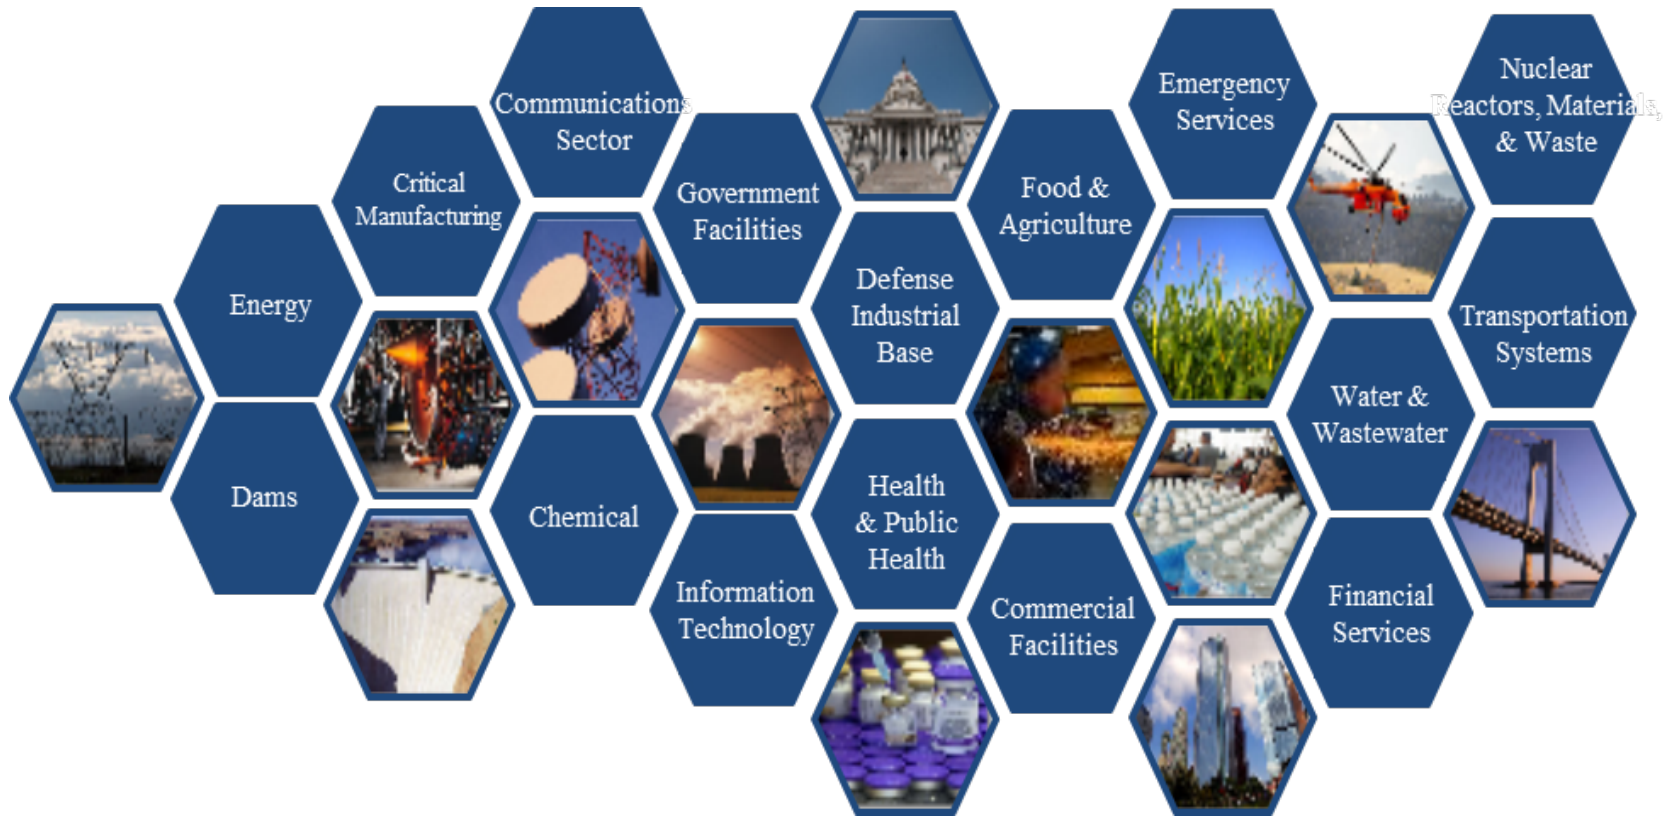 Communications
Sector
Emergency
Services
Nuclear
Reactors, Materials,
& Waste
Critical
Manufacturing
Government
Facilities
Food &
Agriculture
Energy
Defense
Industrial
Base
Transportation
Systems
Water &
Wastewater
Dams
Chemical
Health
& Public
Health
Information
Technology
Commercial
Facilities
Financial
Services